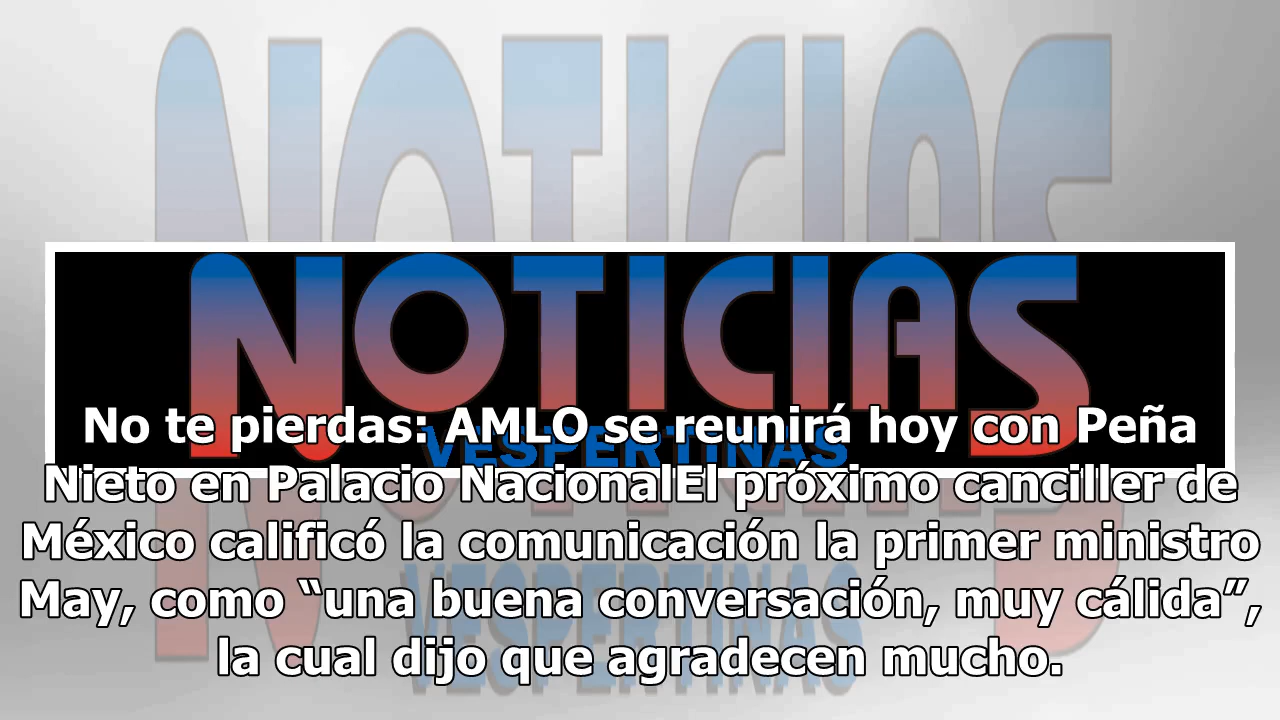 NOTICIAS
NOTICIAS
VESPERTINAS
No te pierdas: AMLO se reunirá hoy con Peña
Nieto en Palacio NacionalEl próximo canciller de
México calificó la comunicación la primer ministro
May, como “una buena conversación, muy cálida”,
la cual dijo que agradecen mucho.
VESPERTINAS